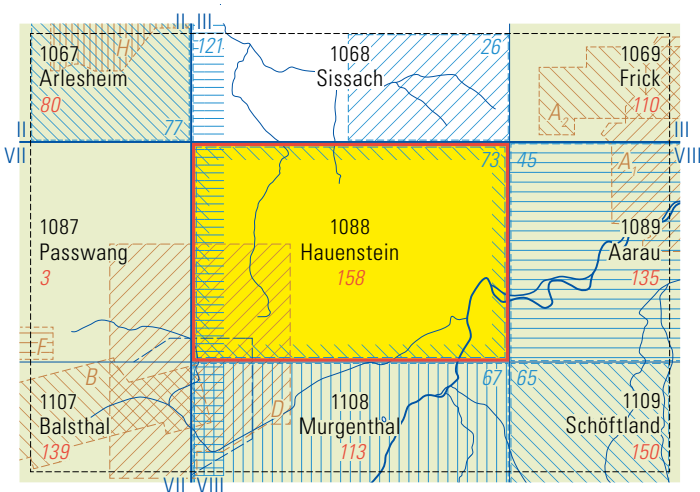 II III
1067
Arlesheim
80
H
77
121
1068
Sissach
26
1069
Frick
110
A2
II
VII
III
VIII
73
45
A1
1087
Passwang
3
1088
Hauenstein
158
1089
Aarau
135
F
B
D
1107
Balsthal
139
1108
Murgenthal
113
67
65
1109
Schöftland
150
VII VIII